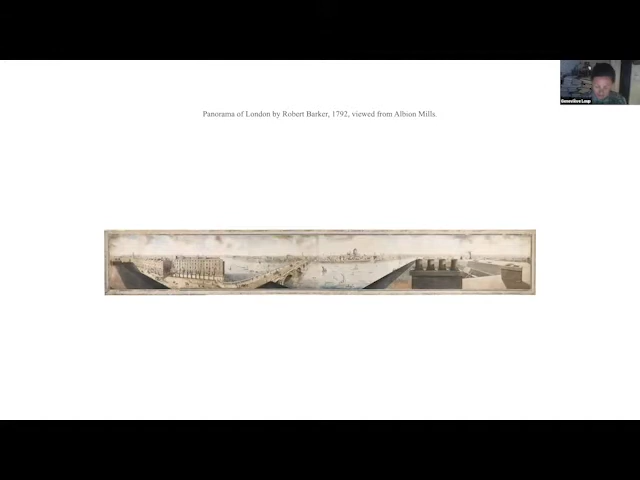 Panorama of London by Robert Barker, 1792, viewed from Albion Mills.